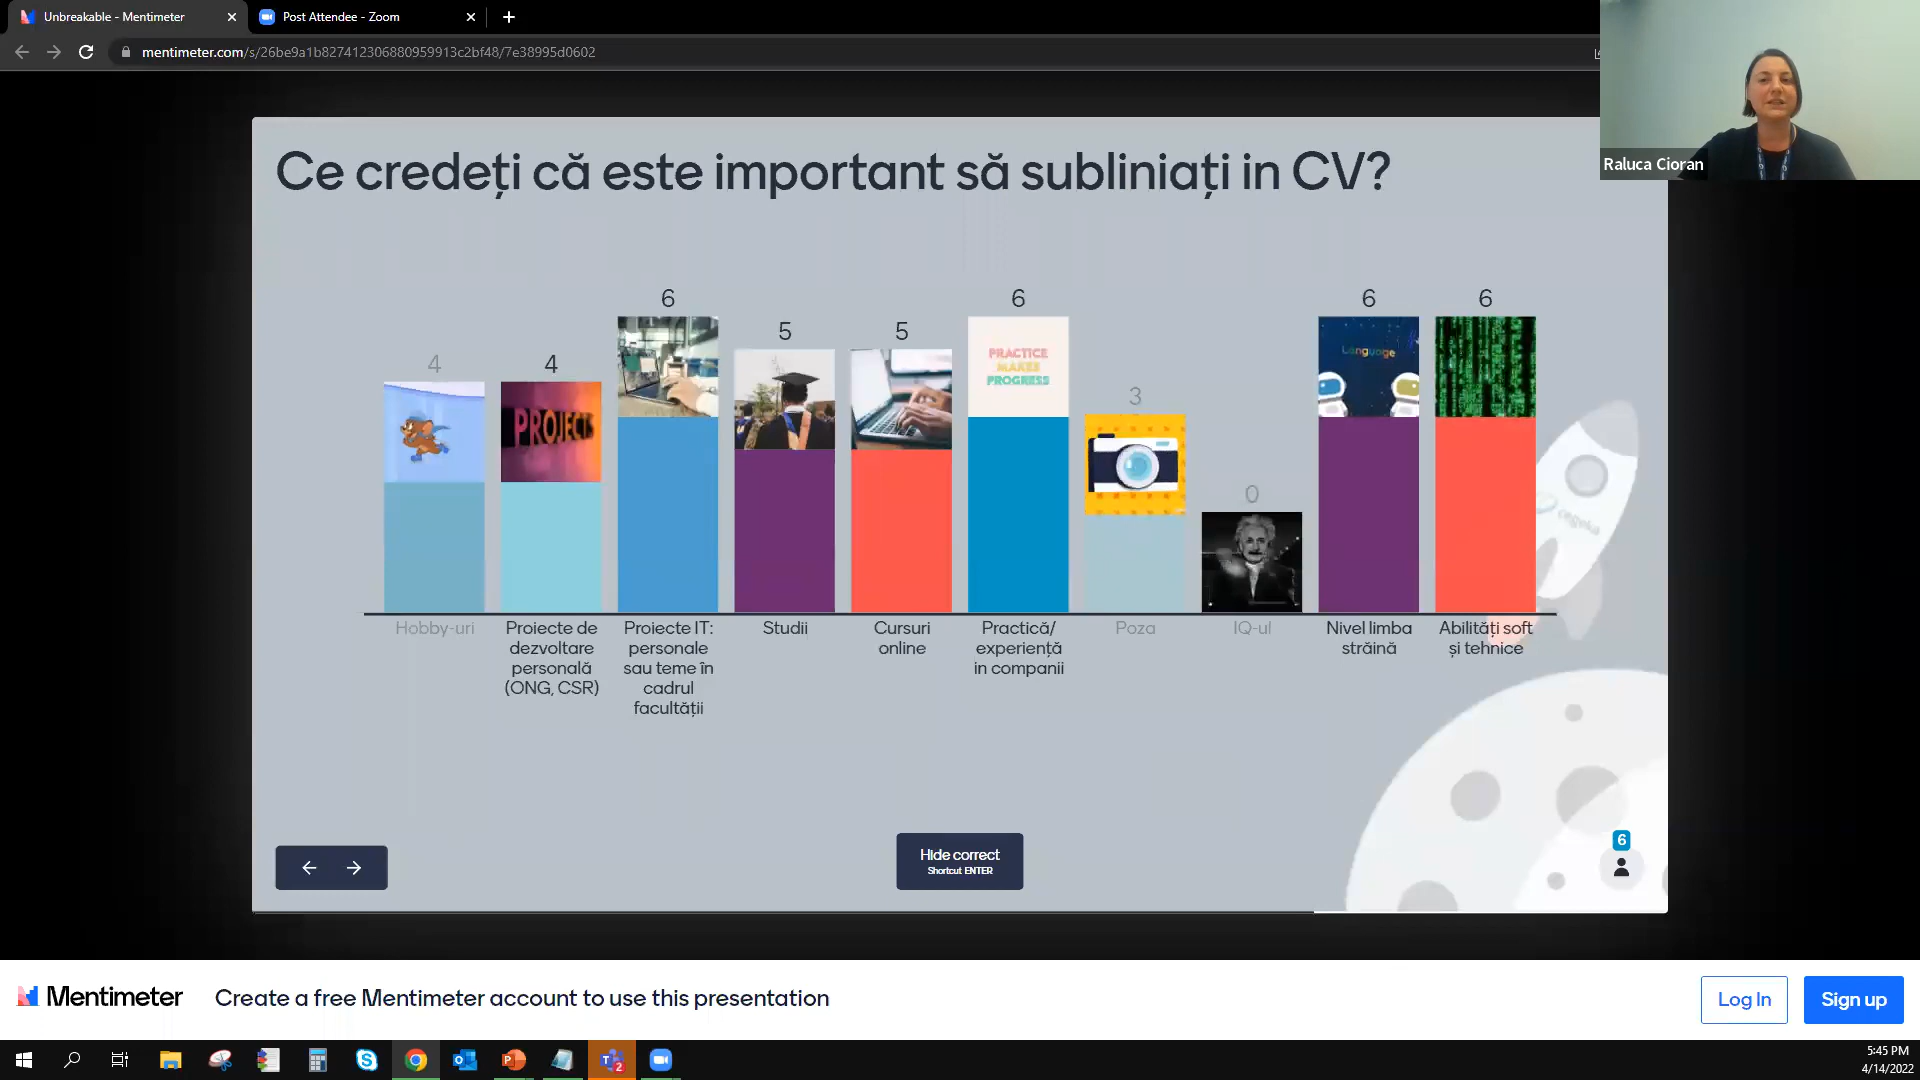 Unbreakable - Mentimeter
Post Attendee - Zoom
mentimeter.com/s/26be9a1b827412306880959913c2bf48/7e38995d0602
Raluca Cioran
Ce credeți că este important să subliniați in CV?
4
4
6
5
5
6
3
0
6
6
PROJECTS
PRACTICE
MAKES
PROGRESS
Language
cegeka
Hobby-uri
Proiecte de
dezvoltare
personală
(ONG, CSR)
Proiecte IT:
personale
sau teme în
cadrul
facultății
Studii
Cursuri
online
Practică/
experiență
in companii
Poza
IQ-ul
Nivel limba
străină
Abilități soft
și tehnice
Hide correct
Shortcut ENTER
6
Mentimeter
Create a free Mentimeter account to use this presentation
Log In
Sign up
2
5:45 PM
4/14/2022